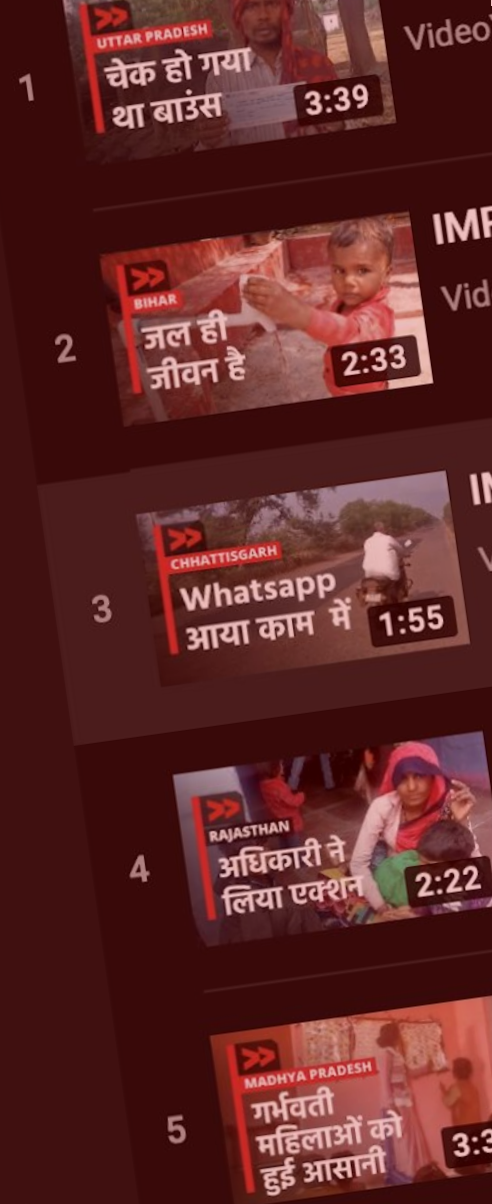 1
UTTAR PRADESH
चेक हो गया
था बाउंस
3:39
Video
2
BIHAR
जल ही
जीवन है
2:33
IMP
Vid
3
CHHATTISGARH
Whatsapp
आया काम में
1:55
4
RAJASTHAN
अधिकारी ने
लिया एक्शन
2:22
5
MADHYA PRADESH
गर्भवती
महिलाओं को
हुई आसानी